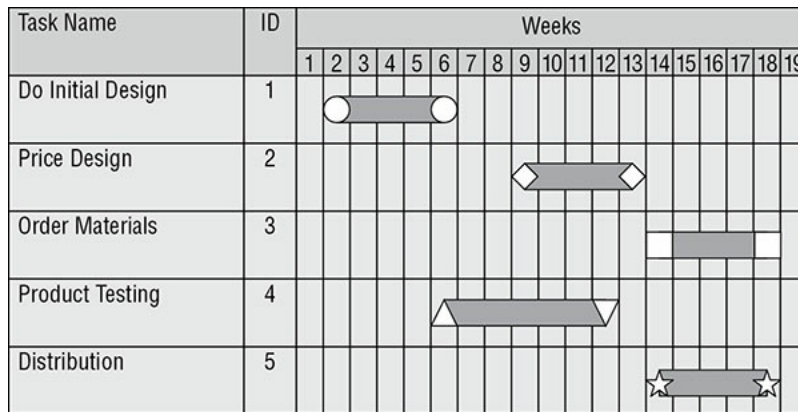 Task Name ID Weeks
1 2 3 4 5 6 7 8 9 10 11 12 13 14 15 16 17 18 19
Do Initial Design 1
Price Design 2
Order Materials 3
Product Testing 4
Distribution 5